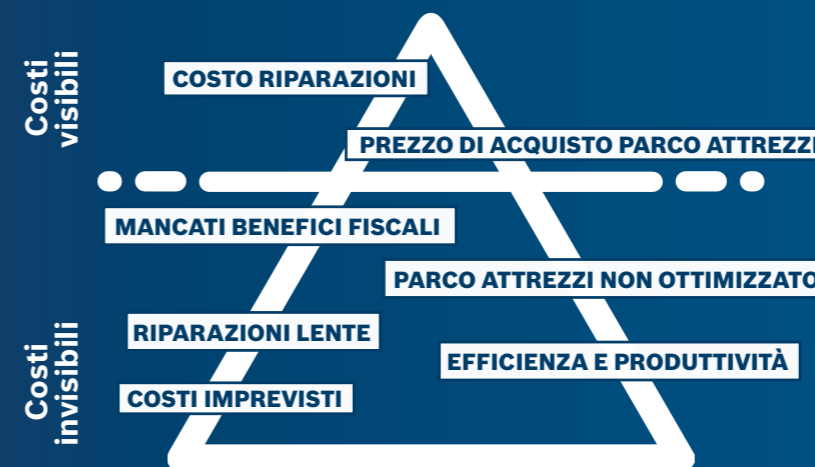 Costi
visibili
COSTO RIPARAZIONI
PREZZO DI ACQUISTO PARCO ATTREZZI
MANCATI BENEFICI FISCALI
PARCO ATTREZZI NON OTTIMIZZATO
Costi
invisibili
RIPARAZIONI LENTE
EFFICIENZA E PRODUTTIVITÀ
COSTI IMPREVISTI